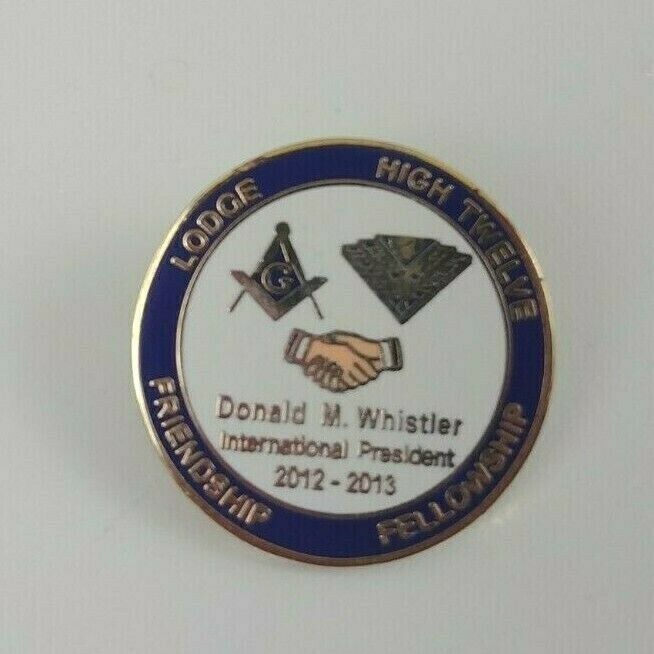 LODGE
HIGH TWELVE
G
Donald M. Whistler
International President
2012 - 2013
FRIENDSHIP
FELLOWSHIP